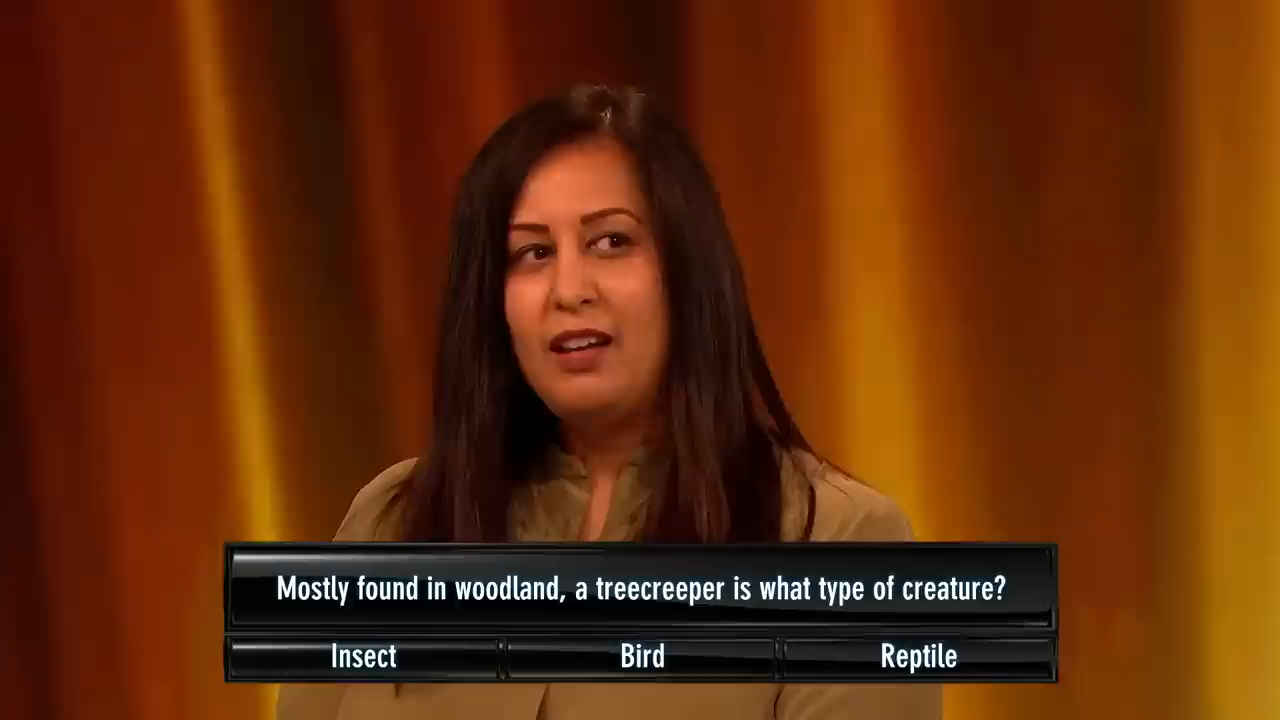 Mostly found in woodland, a treecreeper is what type of creature?
Insect
Bird
Reptile